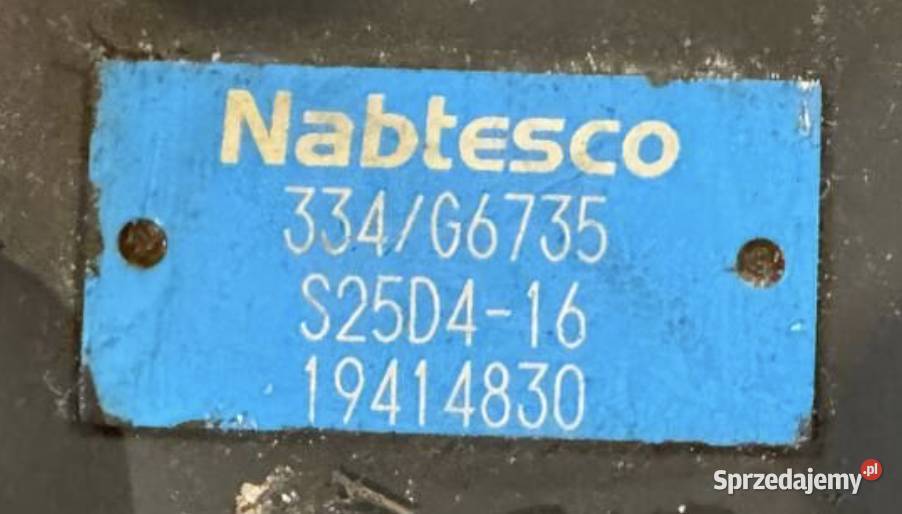 Nabtesco
334/G6735
S25D4-16
19414830
Sprzedajemy.pl